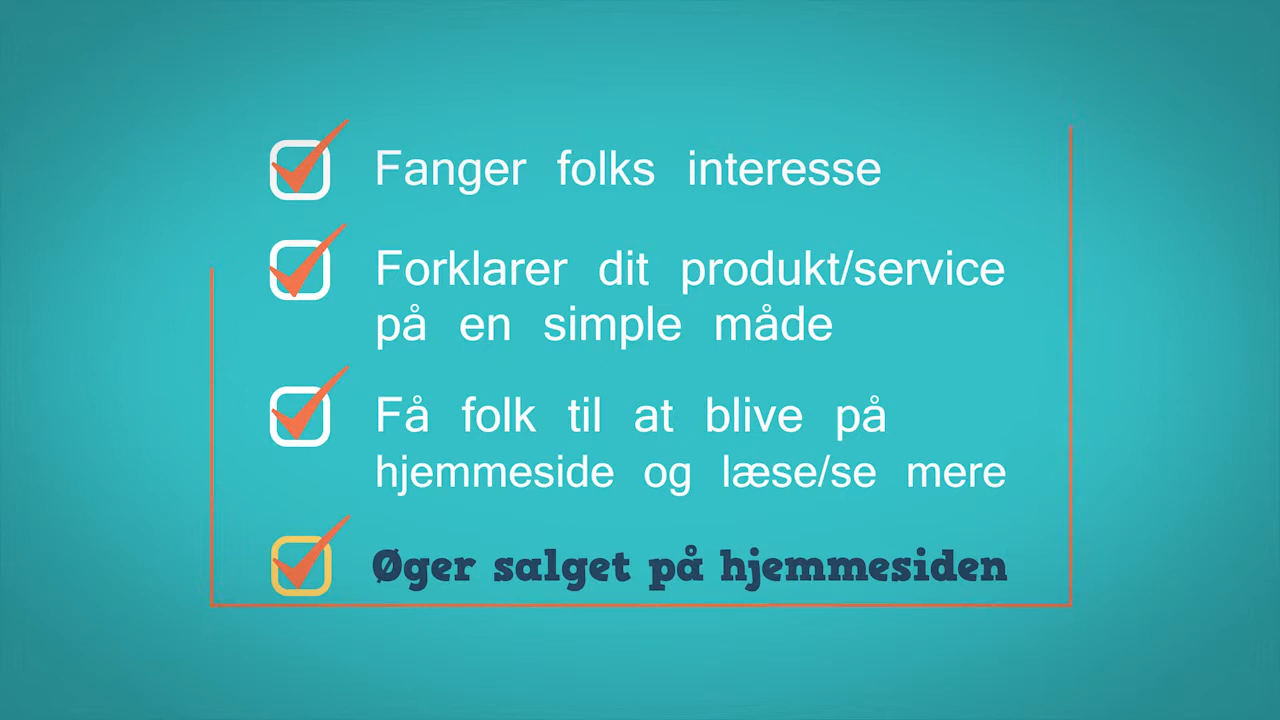 Fanger folks interesse
Forklarer dit produkt/service
på en simple måde
Få folk til at blive på
hjemmeside og læse/se mere
Øger salget på hjemmesiden